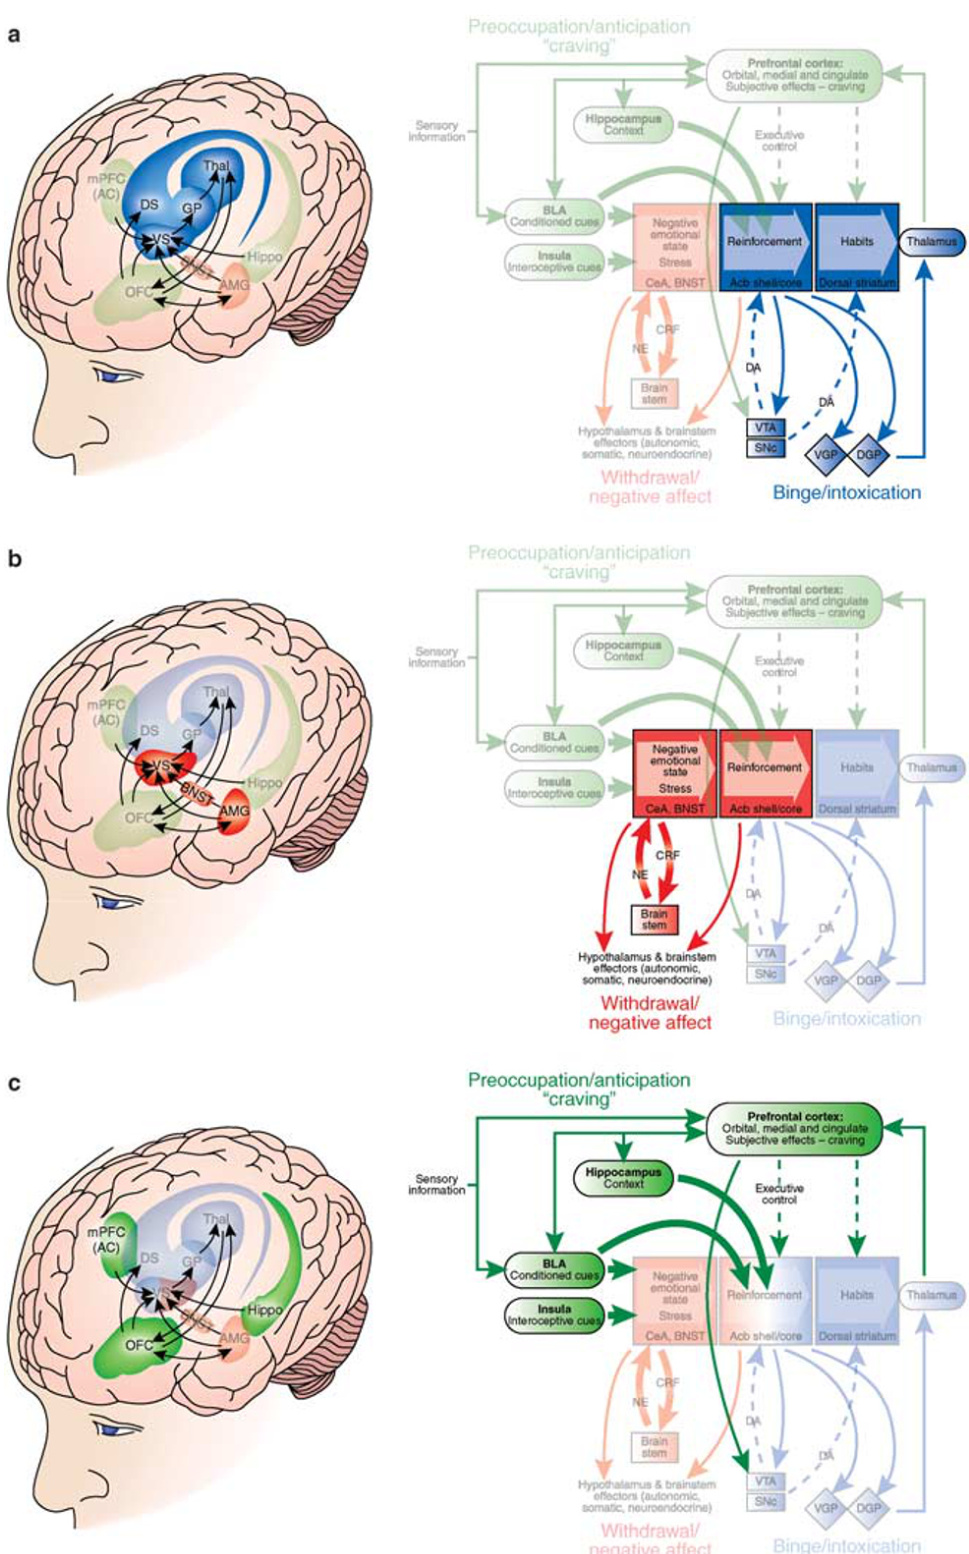 a
Preoccupation/anticipation
"craving"
Prefrontal cortex:
Orbital, medial and cingulate
Subjective effects – craving
Sensory
information
Hippocampus
Context
Executive
control
BLA
Conditioned cues
Insula
Interoceptive cues
Negative
emotional
state
Stress
CeA, BNST
Reinforcement
Acb shell/core
Habits
Dorsal striatum
Thalamus
CRF
NE
Brain
stem
DA
DA
VTA
SNc
VGP
DGP
Hypothalamus & brainstem
effectors (autonomic,
somatic, neuroendocrine)
Withdrawal/
negative affect
Binge/intoxication
mPFC
(AC)
Thal
DS
GP
VS
Hippo
BNST
OFC
AMG
b
Preoccupation/anticipation
"craving"
Prefrontal cortex:
Orbital, medial and cingulate
Subjective effects – craving
Sensory
information
Hippocampus
Context
Executive
control
BLA
Conditioned cues
Insula
Interoceptive cues
Negative
emotional
state
Stress
CeA, BNST
Reinforcement
Acb shell/core
Habits
Dorsal striatum
Thalamus
CRF
NE
Brain
stem
DA
DA
VTA
SNc
VGP
DGP
Hypothalamus & brainstem
effectors (autonomic,
somatic, neuroendocrine)
Withdrawal/
negative affect
Binge/intoxication
mPFC
(AC)
Thal
DS
GP
VS
Hippo
BNST
OFC
AMG
c
Preoccupation/anticipation
"craving"
Prefrontal cortex:
Orbital, medial and cingulate
Subjective effects – craving
Sensory
information
Hippocampus
Context
Executive
control
BLA
Conditioned cues
Insula
Interoceptive cues
Negative
emotional
state
Stress
CeA, BNST
Reinforcement
Acb shell/core
Habits
Dorsal striatum
Thalamus
CRF
NE
Brain
stem
DA
DA
VTA
SNc
VGP
DGP
Hypothalamus & brainstem
effectors (autonomic,
somatic, neuroendocrine)
Withdrawal/
negative affect
Binge/intoxication
mPFC
(AC)
Thal
DS
GP
VS
Hippo
BNST
OFC
AMG